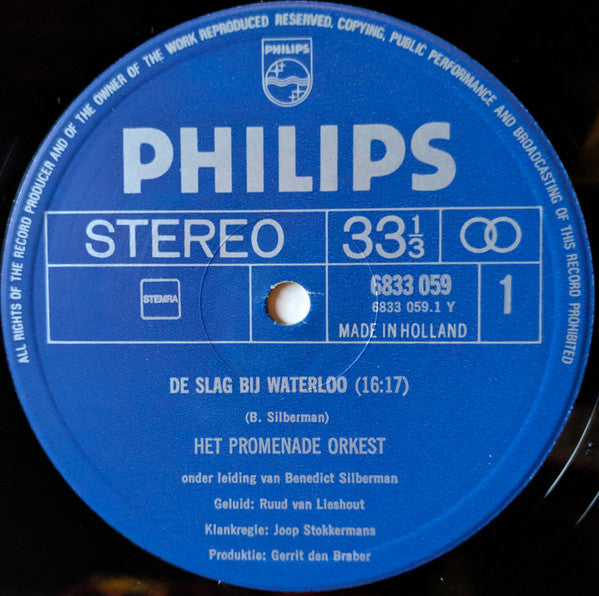 ALL RIGHTS OF THE RECORD PRODUCER AND OF THE OWNER OF THE WORK REPRODUCED RESERVED. COPYING, PUBLIC PERFORMANCE AND BROADCASTING OF THIS RECORD PROHIBITED
PHILIPS
PHILIPS
STEREO 33 1/3
STEMRA
6833 059
6833 059.1 Y
MADE IN HOLLAND
1
DE SLAG BIJ WATERLOO (16:17)
(B. Silberman)
HET PROMENADE ORKEST
onder leiding van Benedict Silberman
Geluid: Ruud van Lieshout
Klankregie: Joop Stokkermans
Produktie: Gerrit den Braber